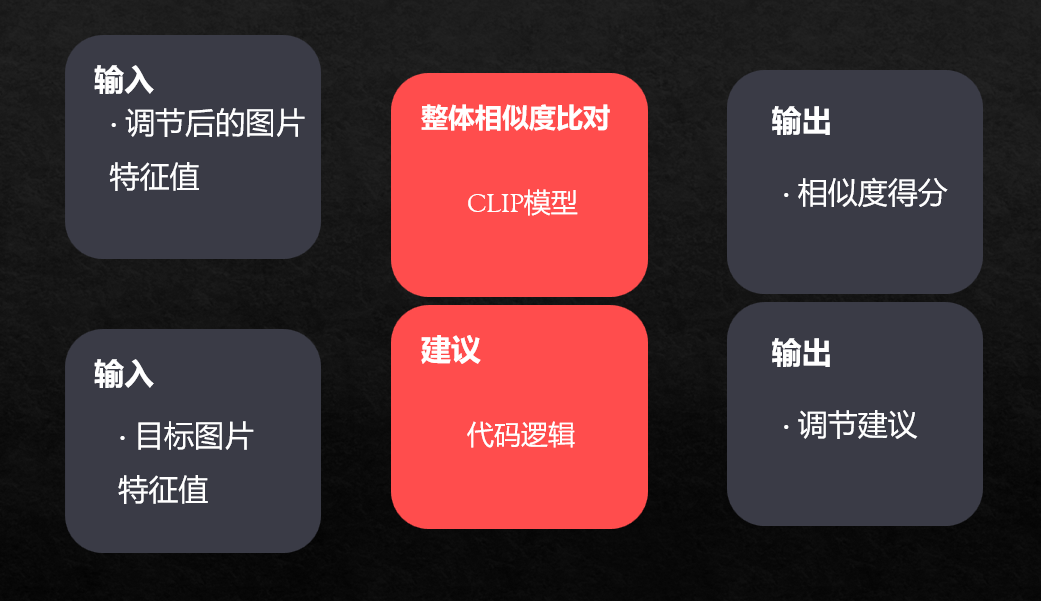 输入
· 调节后的图片
特征值
整体相似度比对
CLIP模型
输出
· 相似度得分
输入
· 目标图片
特征值
建议
代码逻辑
输出
· 调节建议